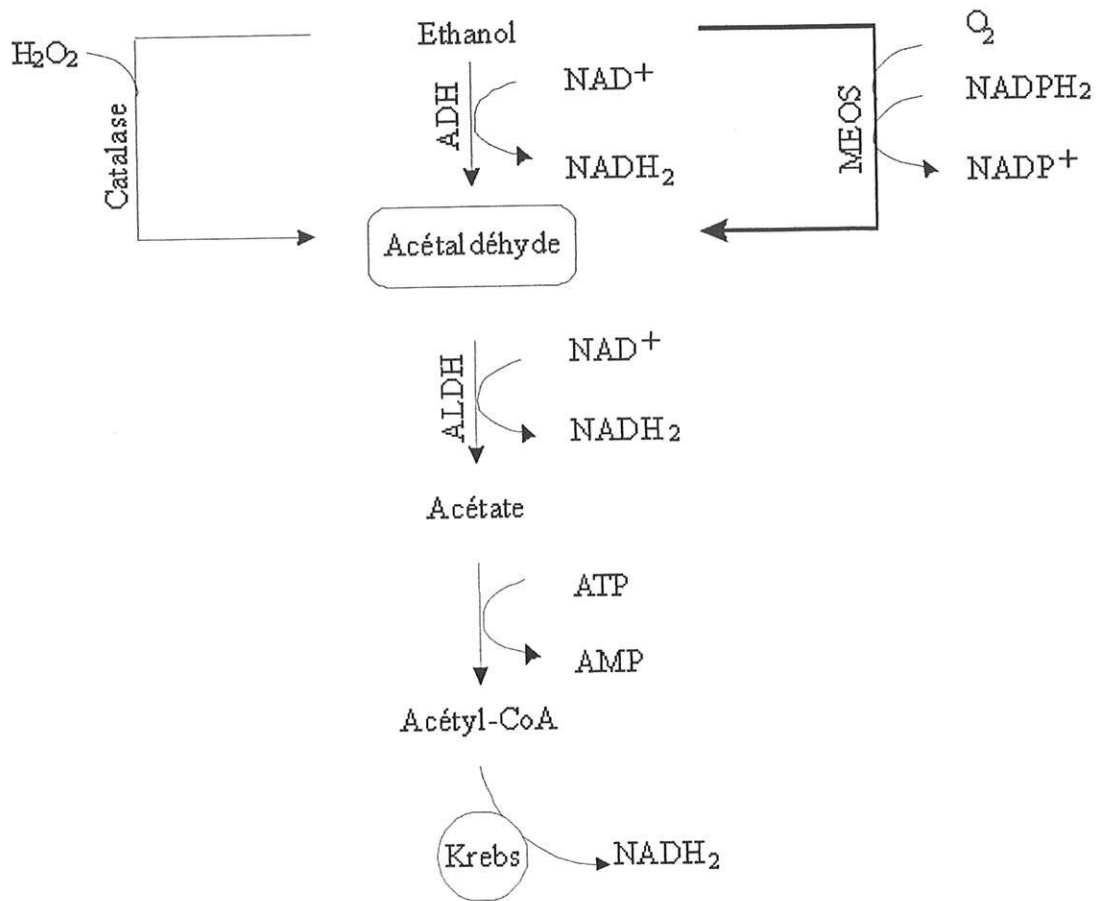 Ethanol
O₂
H₂O₂
NAD⁺
NADPH₂
ADH
MEOS
Catalase
NADH₂
NADP⁺
Acétaldéhyde
NAD⁺
ALDH
NADH₂
Acétate
ATP
AMP
Acétyl-CoA
Krebs
NADH₂